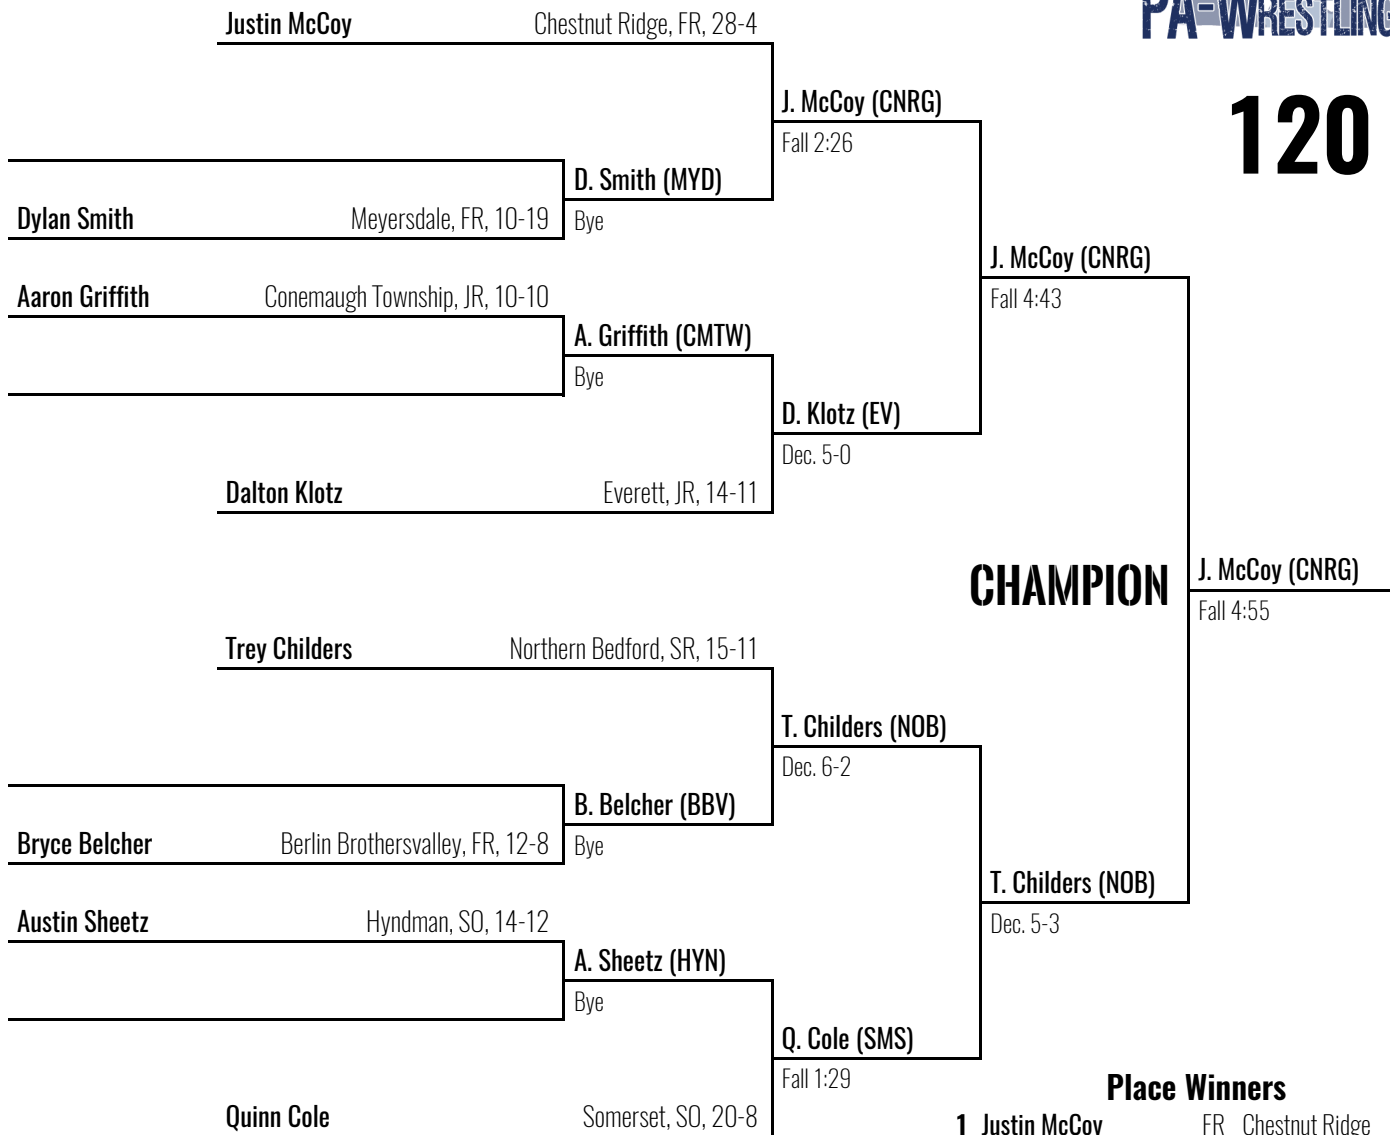 PA-WRESTLING
120
Justin McCoy Chestnut Ridge, FR, 28-4
J. McCoy (CNRG)
Fall 2:26
D. Smith (MYD)
Dylan Smith Meyersdale, FR, 10-19
Bye
J. McCoy (CNRG)
Fall 4:43
Aaron Griffith Conemaugh Township, JR, 10-10
A. Griffith (CMTW)
Bye
D. Klotz (EV)
Dec. 5-0
Dalton Klotz Everett, JR, 14-11
CHAMPION
J. McCoy (CNRG)
Fall 4:55
Trey Childers Northern Bedford, SR, 15-11
T. Childers (NOB)
Dec. 6-2
B. Belcher (BBV)
Bryce Belcher Berlin Brothersvalley, FR, 12-8
Bye
T. Childers (NOB)
Dec. 5-3
Austin Sheetz Hyndman, SO, 14-12
A. Sheetz (HYN)
Bye
Q. Cole (SMS)
Fall 1:29
Quinn Cole Somerset, SO, 20-8
Place Winners
1 Justin McCoy FR Chestnut Ridge